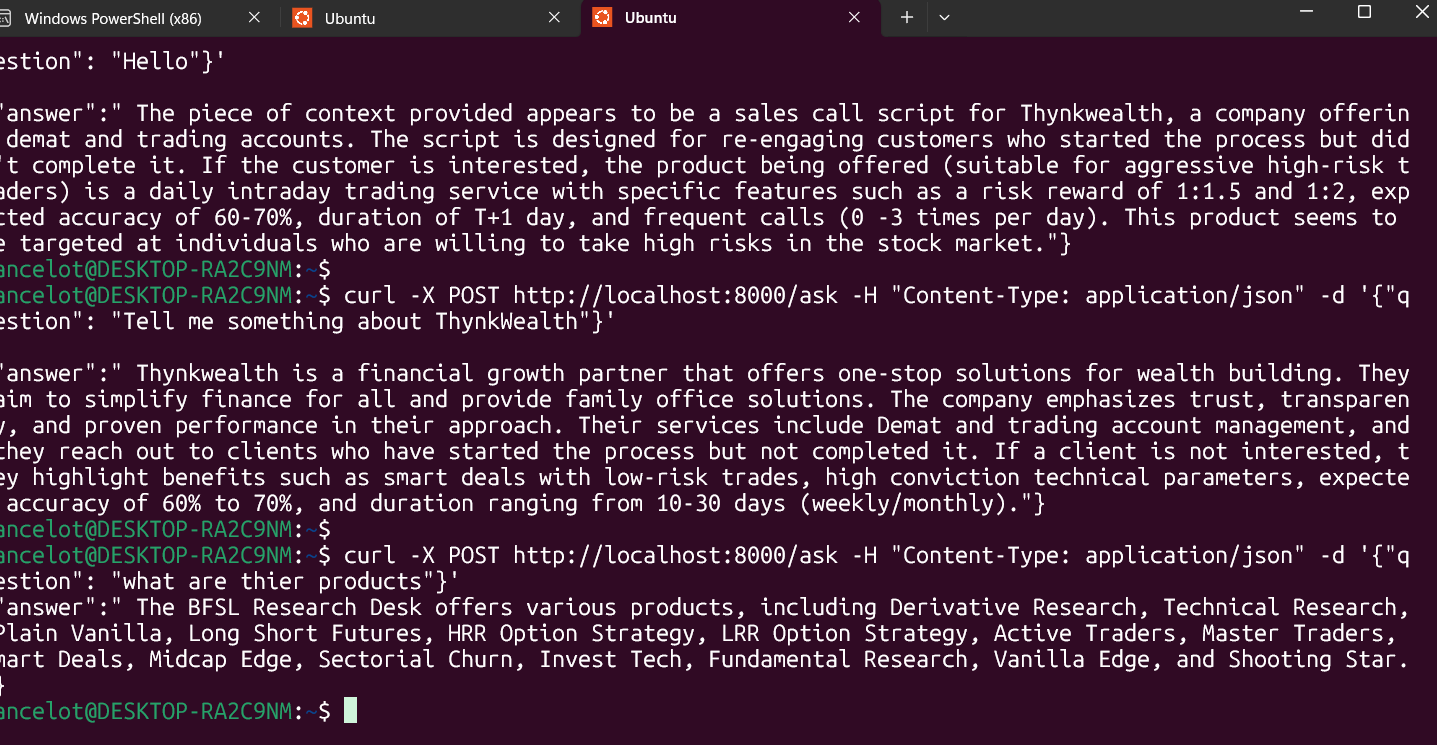 Windows PowerShell (x86) Ubuntu Ubuntu
estion": "Hello"}'
"answer":" The piece of context provided appears to be a sales call script for Thynkwealth, a company offerin
demat and trading accounts. The script is designed for re-engaging customers who started the process but did
't complete it. If the customer is interested, the product being offered (suitable for aggressive high-risk t
aders) is a daily intraday trading service with specific features such as a risk reward of 1:1.5 and 1:2, exp
cted accuracy of 60-70%, duration of T+1 day, and frequent calls (0 -3 times per day). This product seems to
e targeted at individuals who are willing to take high risks in the stock market."}
ancelot@DESKTOP-RA2C9NM:~$
ancelot@DESKTOP-RA2C9NM:~$ curl -X POST http://localhost:8000/ask -H "Content-Type: application/json" -d '{"q
estion": "Tell me something about ThynkWealth"}'
"answer":" Thynkwealth is a financial growth partner that offers one-stop solutions for wealth building. They
aim to simplify finance for all and provide family office solutions. The company emphasizes trust, transparen
y, and proven performance in their approach. Their services include Demat and trading account management, and
they reach out to clients who have started the process but not completed it. If a client is not interested, t
ey highlight benefits such as smart deals with low-risk trades, high conviction technical parameters, expecte
accuracy of 60% to 70%, and duration ranging from 10-30 days (weekly/monthly)."}
ancelot@DESKTOP-RA2C9NM:~$
ancelot@DESKTOP-RA2C9NM:~$ curl -X POST http://localhost:8000/ask -H "Content-Type: application/json" -d '{"q
estion": "what are thier products"}'
"answer":" The BFSL Research Desk offers various products, including Derivative Research, Technical Research,
Plain Vanilla, Long Short Futures, HRR Option Strategy, LRR Option Strategy, Active Traders, Master Traders,
mart Deals, Midcap Edge, Sectorial Churn, Invest Tech, Fundamental Research, Vanilla Edge, and Shooting Star.
}
ancelot@DESKTOP-RA2C9NM:~$